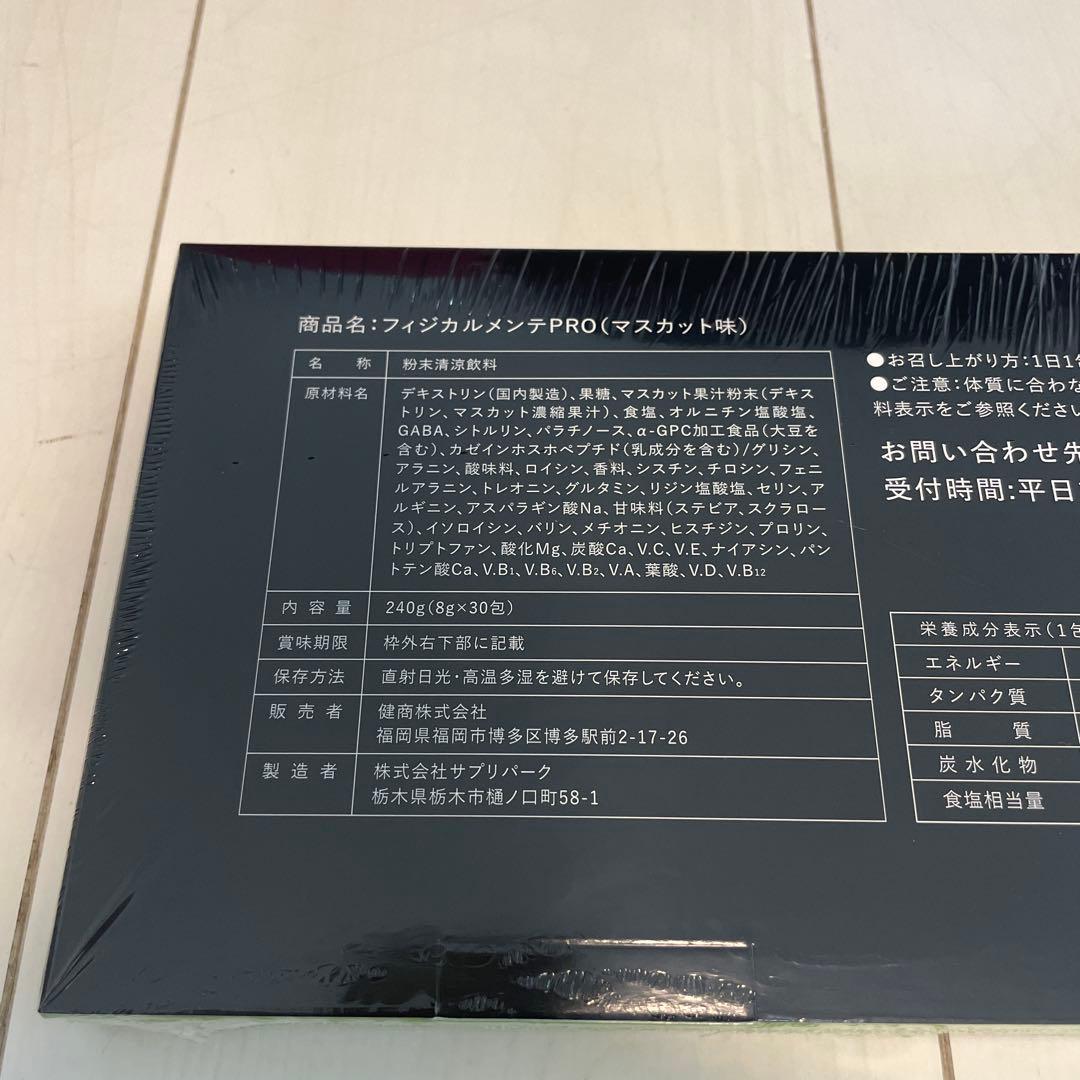 商品名：フィジカルメンテPRO（マスカット味）
名 称 粉末清涼飲料
原材料名 デキストリン（国内製造）、果糖、マスカット果汁粉末（デキス
トリン、マスカット濃縮果汁）、食塩、オルニチン塩酸塩、
GABA、シトルリン、パラチノース、α-GPC加工食品（大豆を
含む）、カゼインホスホペプチド（乳成分を含む）/グリシン、
アラニン、酸味料、ロイシン、香料、シスチン、チロシン、フェニ
ルアラニン、トレオニン、グルタミン、リジン塩酸塩、セリン、ア
ルギニン、アスパラギン酸Na、甘味料（ステビア、スクラロー
ス）、イソロイシン、バリン、メチオニン、ヒスチジン、プロリン、
トリプトファン、酸化Mg、炭酸Ca、V.C、V.E、ナイアシン、パン
トテン酸Ca、V.B1、V.B6、V.B2、V.A、葉酸、V.D、V.B12
内 容 量 240g（8g×30包）
賞味期限 枠外右下部に記載
保存方法 直射日光・高温多湿を避けて保存してください。
販 売 者 健商株式会社
福岡県福岡市博多区博多駅前2-17-26
製 造 者 株式会社サプリパーク
栃木県栃木市樋ノ口町58-1
●お召し上がり方：1日1包
●ご注意：体質に合わな
料表示をご参照ください
お問い合わせ先
受付時間：平日
栄養成分表示（1包
エネルギー
タンパク質
脂 質
炭水化物
食塩相当量